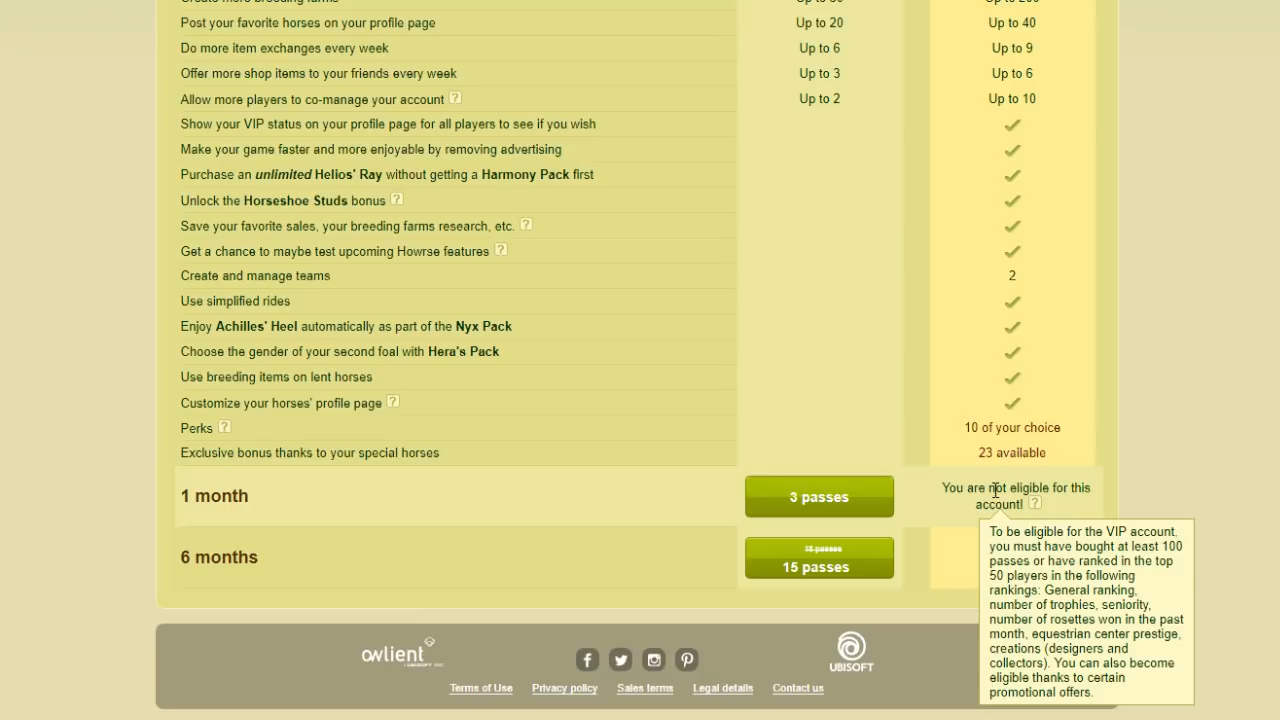 Post your favorite horses on your profile page Up to 20 Up to 40
Do more item exchanges every week Up to 6 Up to 9
Offer more shop items to your friends every week Up to 3 Up to 6
Allow more players to co-manage your account ? Up to 2 Up to 10
Show your VIP status on your profile page for all players to see if you wish
Make your game faster and more enjoyable by removing advertising
Purchase an unlimited Helios' Ray without getting a Harmony Pack first
Unlock the Horseshoe Studs bonus ?
Save your favorite sales, your breeding farms research, etc. ?
Get a chance to maybe test upcoming Howrse features ?
Create and manage teams 2
Use simplified rides
Enjoy Achilles' Heel automatically as part of the Nyx Pack
Choose the gender of your second foal with Hera's Pack
Use breeding items on lent horses
Customize your horses' profile page ?
Perks ? 10 of your choice
Exclusive bonus thanks to your special horses 23 available
1 month 3 passes You are not eligible for this
account! ?
6 months 18 passes
15 passes
To be eligible for the VIP account,
you must have bought at least 100
passes or have ranked in the top
50 players in the following
rankings: General ranking,
number of trophies, seniority,
number of rosettes won in the past
month, equestrian center prestige,
creations (designers and
collectors). You can also become
eligible thanks to certain
promotional offers.
owlient
UBISOFT
Terms of Use Privacy policy Sales terms Legal details Contact us